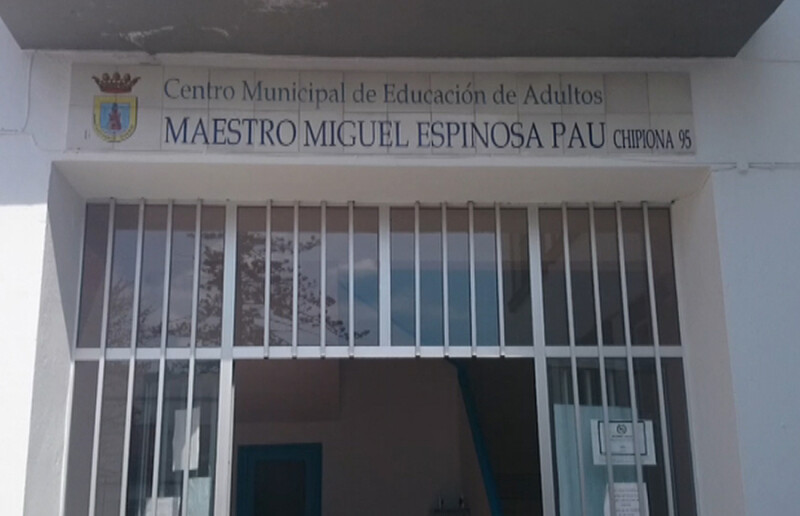 Centro Municipal de Educación de Adultos
MAESTRO MIGUEL ESPINOSA PAU CHIPIONA 95